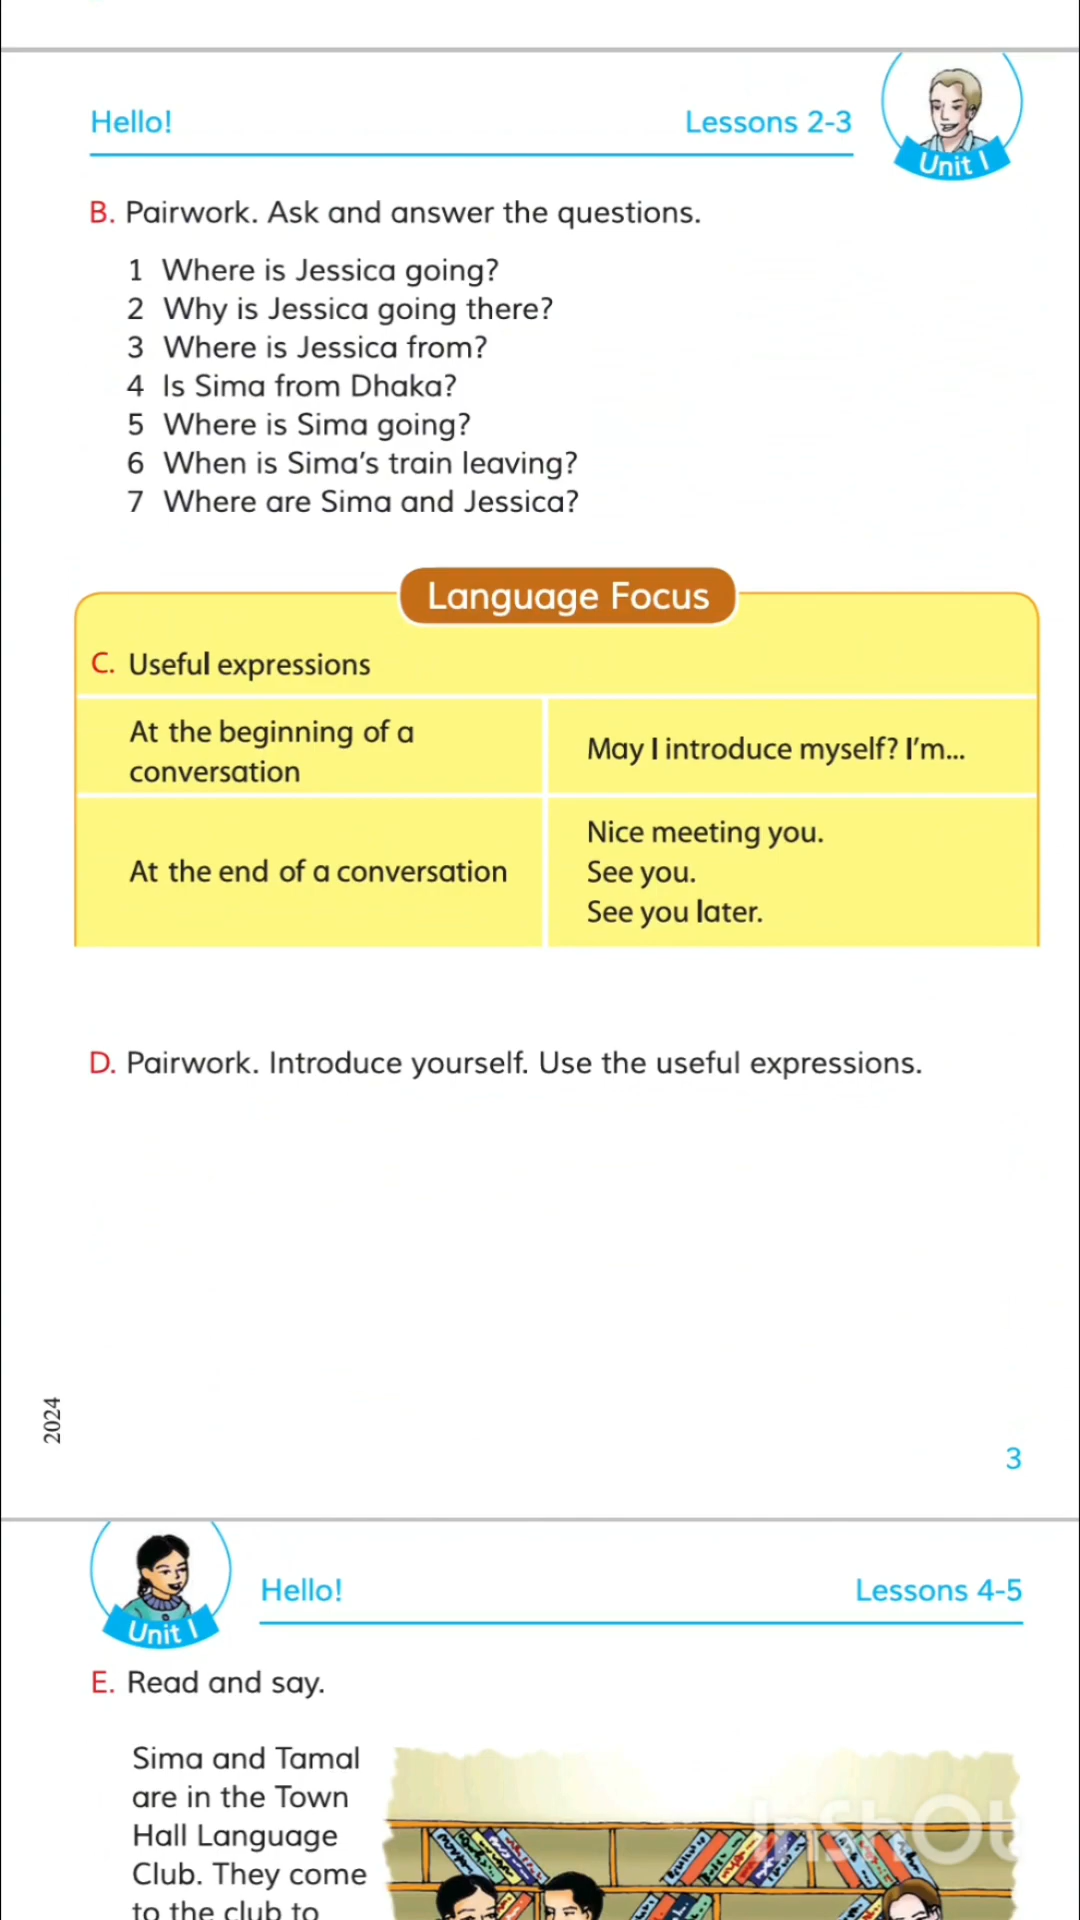 Hello!
Lessons 2-3
Unit 1
B. Pairwork. Ask and answer the questions.
1 Where is Jessica going?
2 Why is Jessica going there?
3 Where is Jessica from?
4 Is Sima from Dhaka?
5 Where is Sima going?
6 When is Sima's train leaving?
7 Where are Sima and Jessica?
Language Focus
C. Useful expressions
At the beginning of a
conversation
May I introduce myself? I'm...
At the end of a conversation
Nice meeting you.
See you.
See you later.
D. Pairwork. Introduce yourself. Use the useful expressions.
2024
3
Hello!
Lessons 4-5
Unit 1
E. Read and say.
Sima and Tamal
are in the Town
Hall Language
Club. They come
to the club to
InShOt